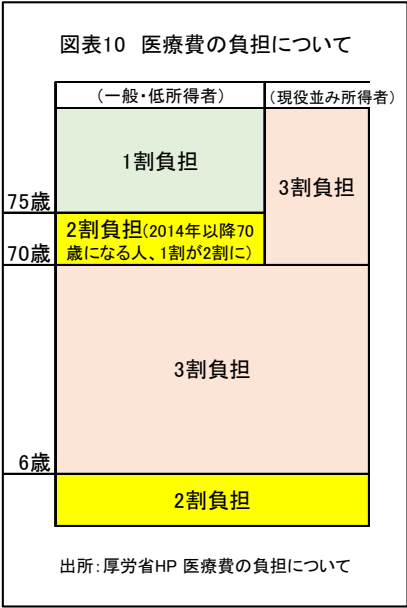 図表10 医療費の負担について
（一般・低所得者）
（現役並み所得者）
1割負担
3割負担
75歳
2割負担(2014年以降70
歳になる人、1割が2割に)
70歳
3割負担
6歳
2割負担
出所：厚労省HP 医療費の負担について